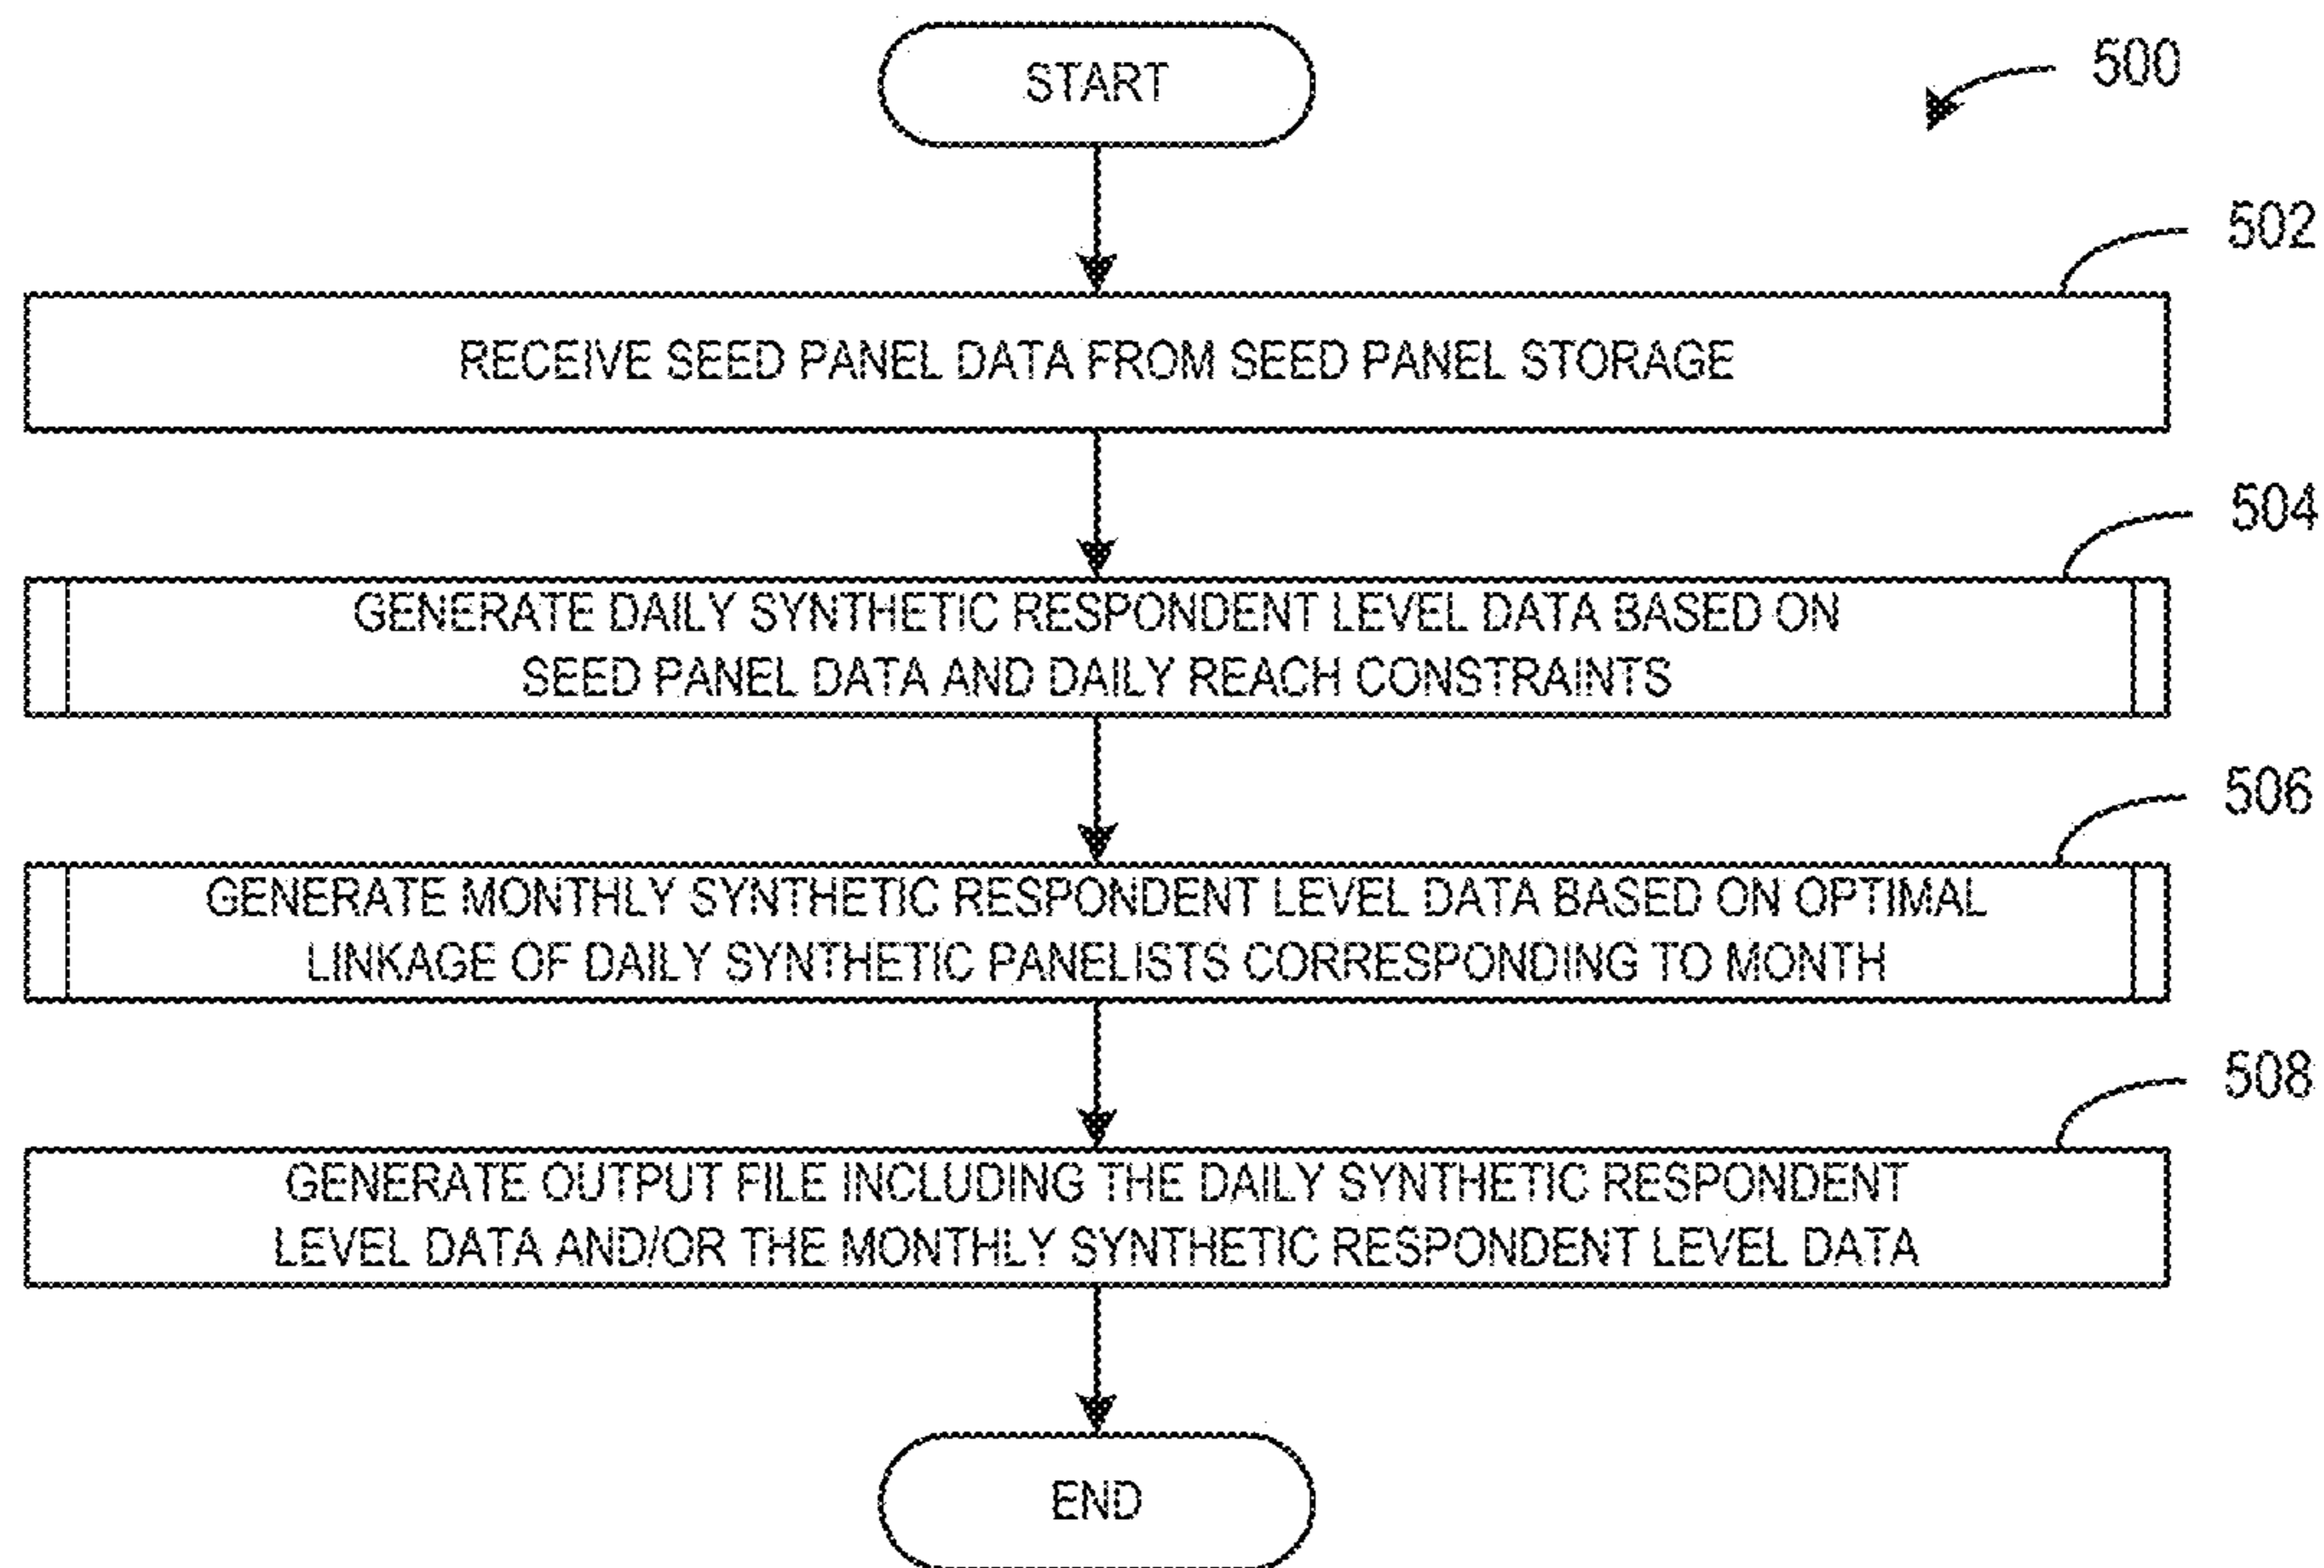 START
500
502
RECEIVE SEED PANEL DATA FROM SEED PANEL STORAGE
504
GENERATE DAILY SYNTHETIC RESPONDENT LEVEL DATA BASED ON
SEED PANEL DATA AND DAILY REACH CONSTRAINTS
506
GENERATE MONTHLY SYNTHETIC RESPONDENT LEVEL DATA BASED ON OPTIMAL
LINKAGE OF DAILY SYNTHETIC PANELISTS CORRESPONDING TO MONTH
508
GENERATE OUTPUT FILE INCLUDING THE DAILY SYNTHETIC RESPONDENT
LEVEL DATA AND/OR THE MONTHLY SYNTHETIC RESPONDENT LEVEL DATA
END